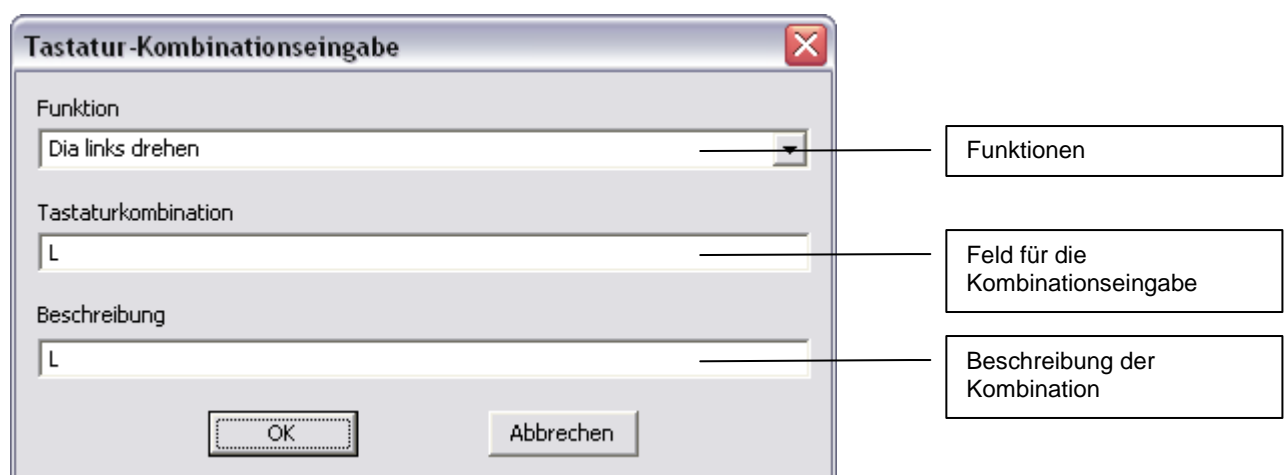 Tastatur-Kombinationseingabe
Funktion
Dia links drehen
Funktionen
Tastaturkombination
L
Feld für die
Kombinationseingabe
Beschreibung
L
Beschreibung der
Kombination
OK
Abbrechen